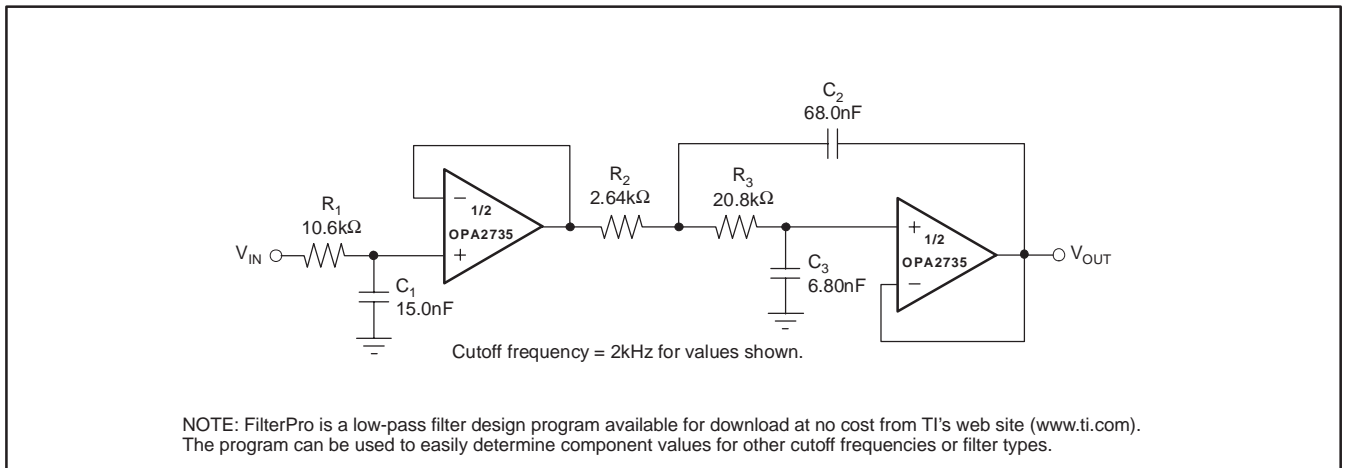 C2
68.0nF
R1
10.6kΩ
R2
2.64kΩ
R3
20.8kΩ
−
1/2
OPA2735
+
+
1/2
OPA2735
−
VIN
VOUT
C1
15.0nF
C3
6.80nF
Cutoff frequency = 2kHz for values shown.
NOTE: FilterPro is a low-pass filter design program available for download at no cost from TI's web site (www.ti.com).
The program can be used to easily determine component values for other cutoff frequencies or filter types.